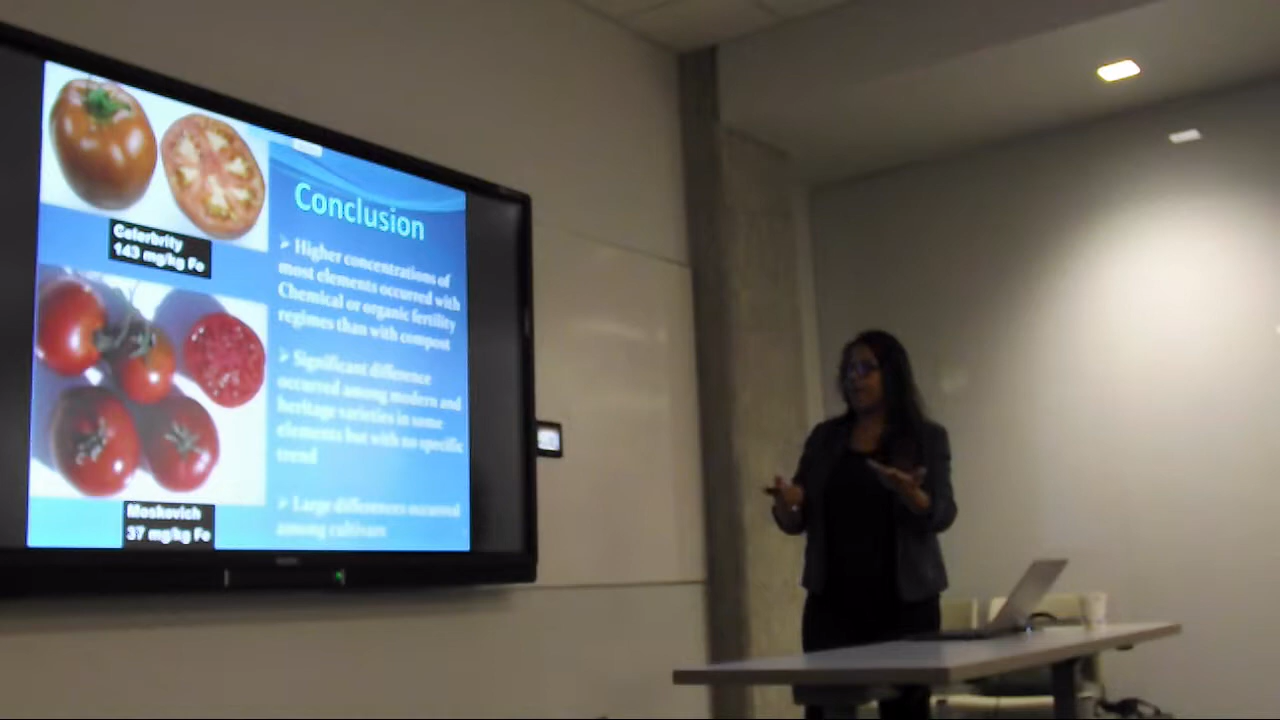 Celerbrity
143 mg/kg Fe
Moskovich
37 mg/kg Fe
Conclusion
➢ Higher concentrations of
most elements occurred with
Chemical or organic fertility
regimes than with compost
➢ Significant difference
occurred among modern and
heritage varieties in some
elements but with no specific
trend
➢ Large differences occurred
among cultivars